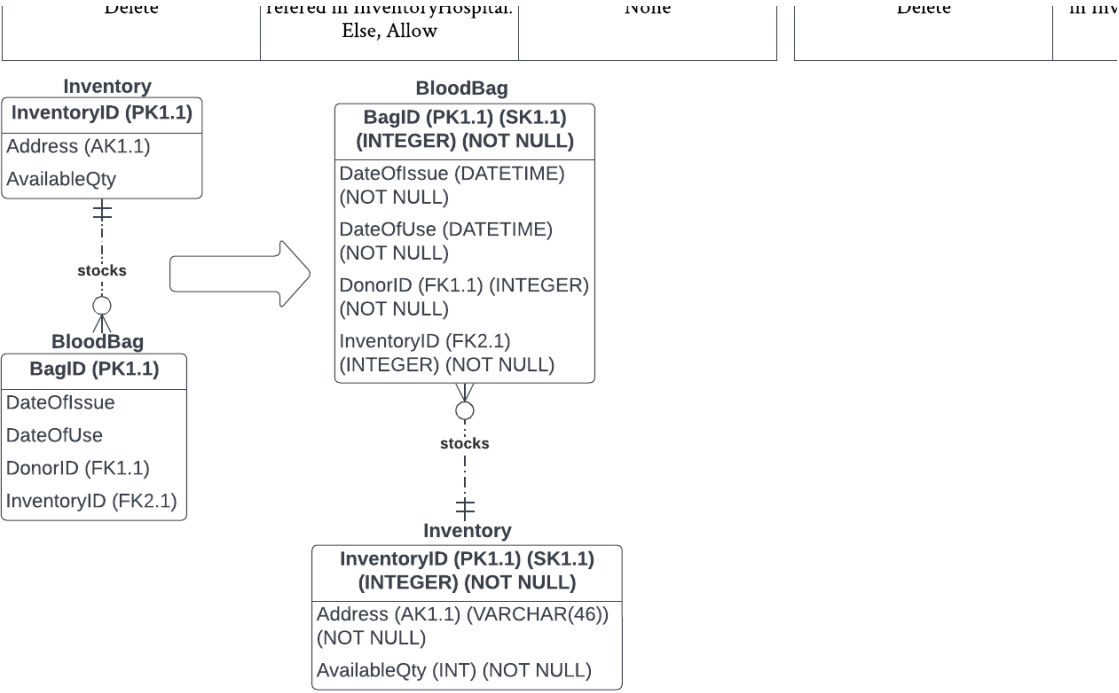 Delete
refered in InventoryHospital.
Else, Allow
None
Delete
Inventory
InventoryID (PK1.1)
Address (AK1.1)
AvailableQty
stocks
BloodBag
BagID (PK1.1)
DateOfIssue
DateOfUse
DonorID (FK1.1)
InventoryID (FK2.1)
BloodBag
BagID (PK1.1) (SK1.1)
(INTEGER) (NOT NULL)
DateOfIssue (DATETIME)
(NOT NULL)
DateOfUse (DATETIME)
(NOT NULL)
DonorID (FK1.1) (INTEGER)
(NOT NULL)
InventoryID (FK2.1)
(INTEGER) (NOT NULL)
stocks
Inventory
InventoryID (PK1.1) (SK1.1)
(INTEGER) (NOT NULL)
Address (AK1.1) (VARCHAR(46))
(NOT NULL)
AvailableQty (INT) (NOT NULL)